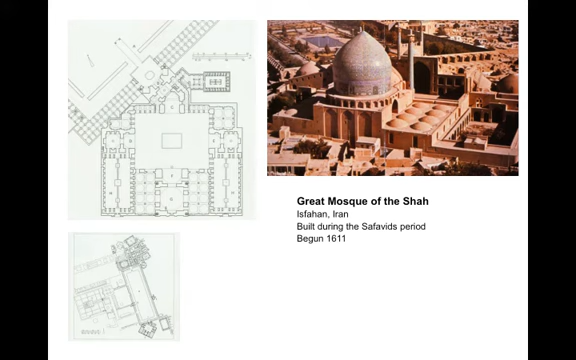 Great Mosque of the Shah
Isfahan, Iran
Built during the Safavids period
Begun 1611